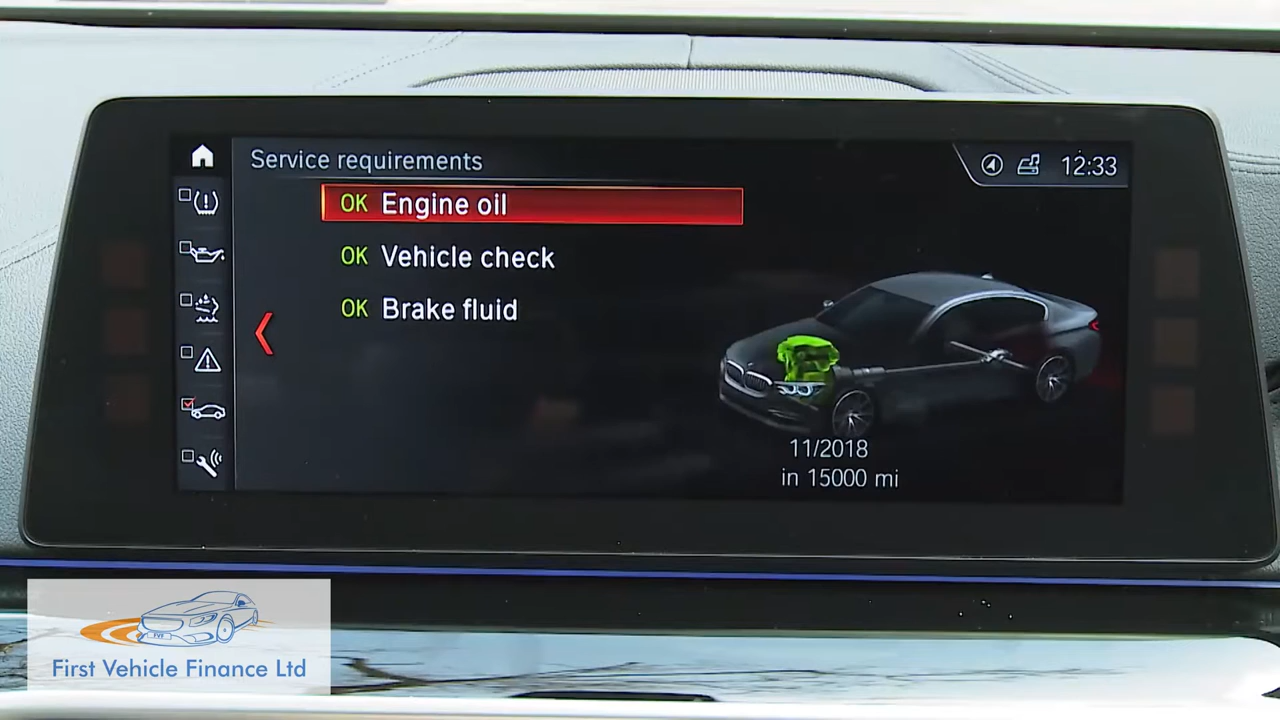 Service requirements
12:33
OK Engine oil
OK Vehicle check
OK Brake fluid
11/2018
in 15000 mi
First Vehicle Finance Ltd